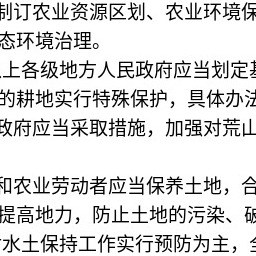 制订农业资源区划、农业环境保
态环境治理。
上各级地方人民政府应当划定基
的耕地实行特殊保护，具体办法
政府应当采取措施，加强对荒山
和农业劳动者应当保养土地，合
提高地力，防止土地的污染、破
水土保持工作实行预防为主，全